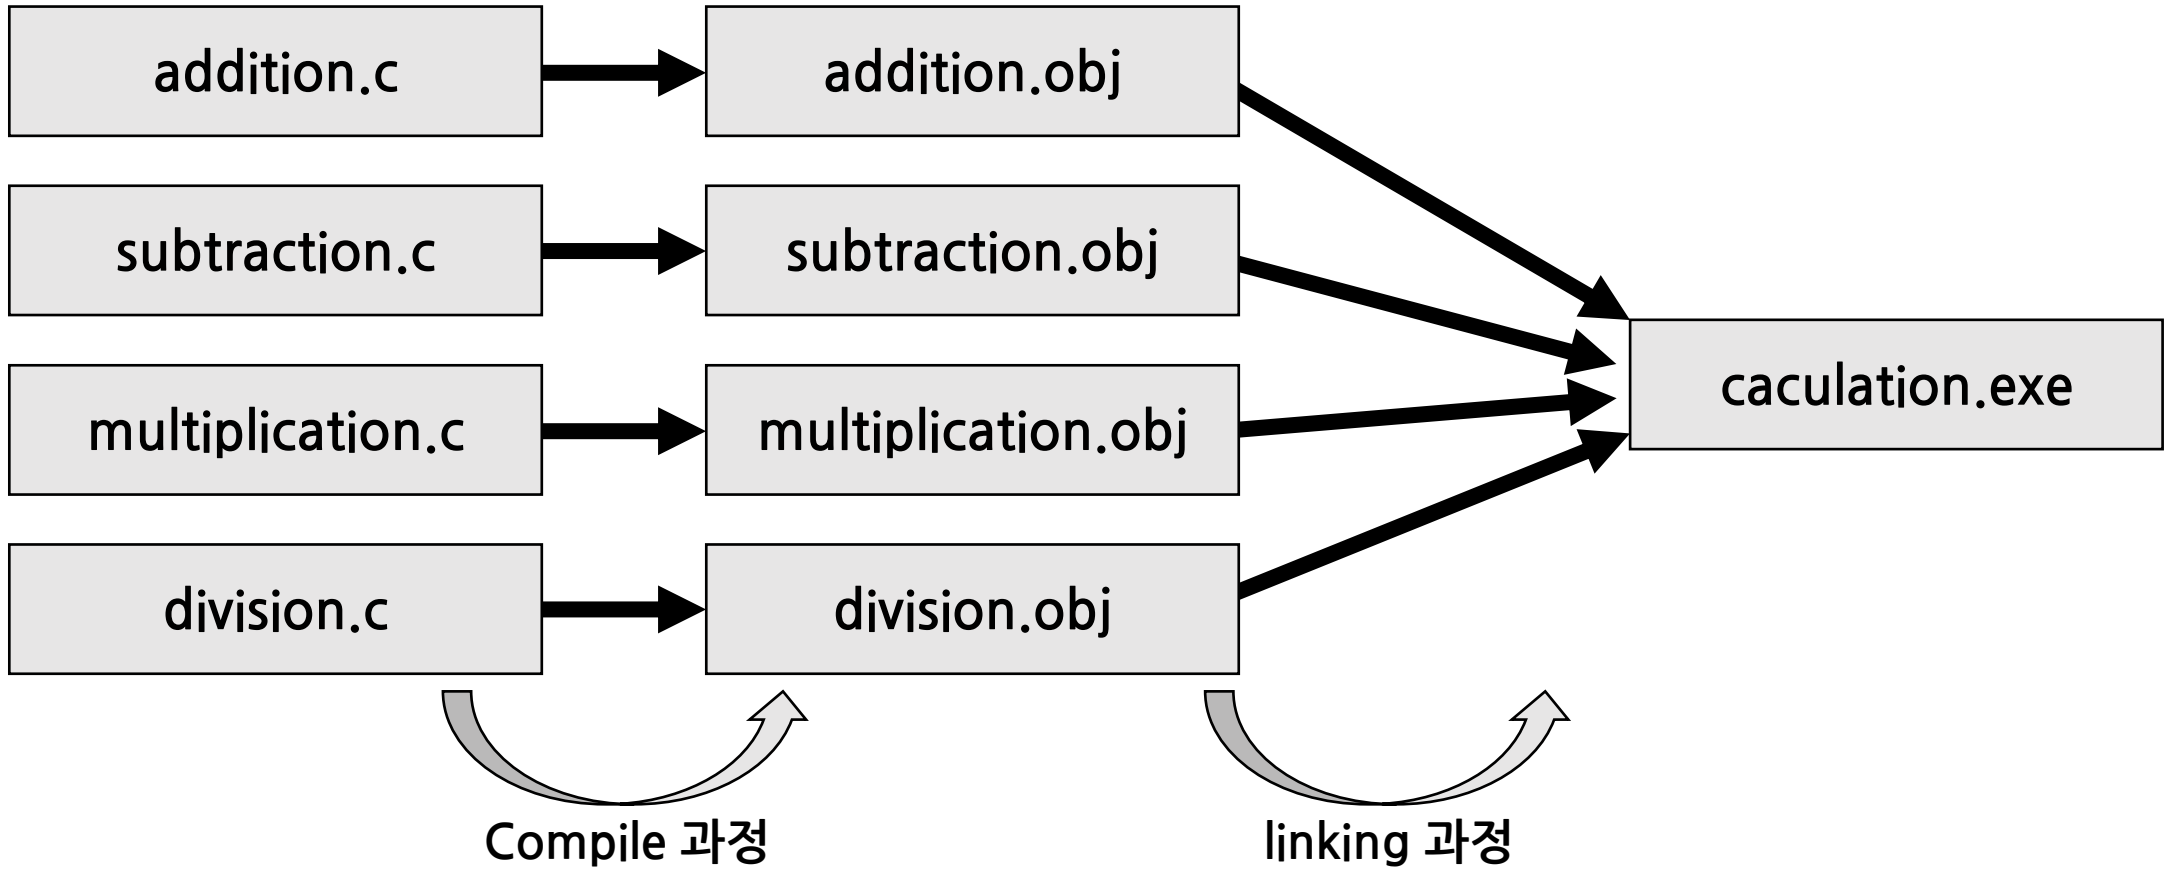 addition.c
addition.obj
subtraction.c
subtraction.obj
multiplication.c
multiplication.obj
caculation.exe
division.c
division.obj
Compile 과정
linking 과정